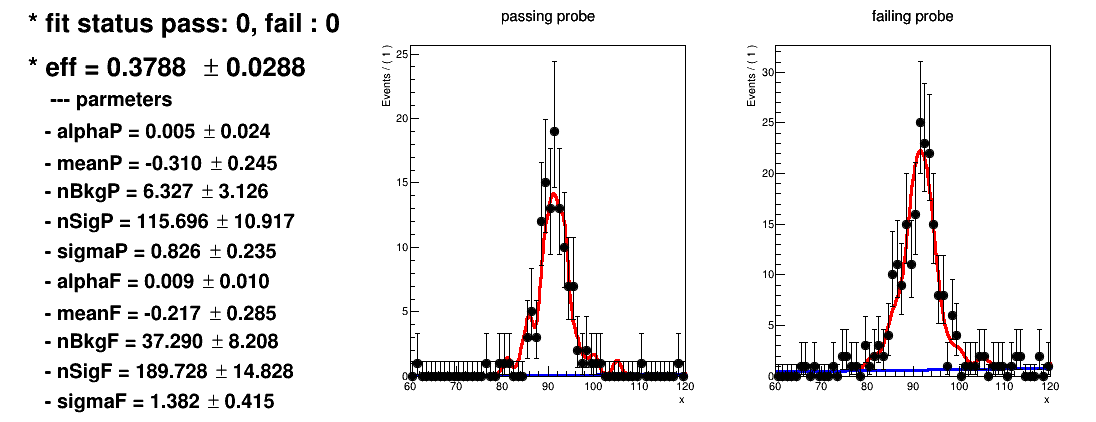 * fit status pass: 0, fail : 0
* eff = 0.3788 ± 0.0288
--- parmeters
- alphaP = 0.005 ± 0.024
- meanP = -0.310 ± 0.245
- nBkgP = 6.327 ± 3.126
- nSigP = 115.696 ± 10.917
- sigmaP = 0.826 ± 0.235
- alphaF = 0.009 ± 0.010
- meanF = -0.217 ± 0.285
- nBkgF = 37.290 ± 8.208
- nSigF = 189.728 ± 14.828
- sigmaF = 1.382 ± 0.415
passing probe
Events / ( 1 )
25
20
15
10
5
0
60 70 80 90 100 110 120
x
failing probe
Events / ( 1 )
30
25
20
15
10
5
0
60 70 80 90 100 110 120
x